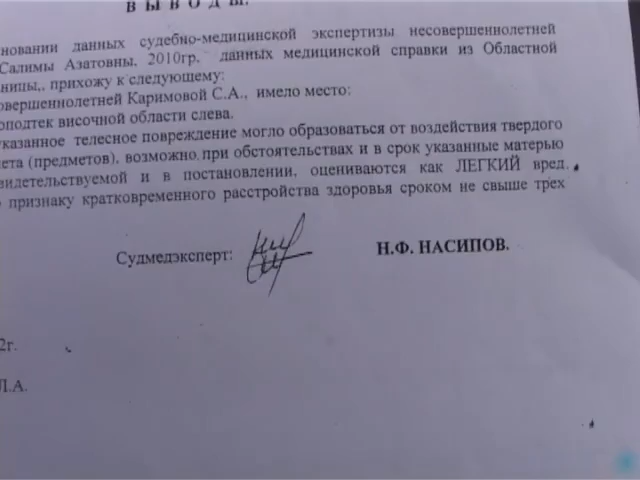 ВЫВОДЫ:
новании данных судебно-медицинской экспертизы несовершеннолетней
Салимы Азатовны, 2010гр., данных медицинской справки из Областной
ницы,, прихожу к следующему:
овершеннолетней Каримовой С.А., имело место:
оподтек височной области слева.
указанное телесное повреждение могло образоваться от воздействия твердого
ета (предметов), возможно при обстоятельствах и в срок указанные матерью
видетельствуемой и в постановлении, оцениваются как ЛЕГКИЙ вред
о признаку кратковременного расстройства здоровья сроком не свыше трех
Судмедэксперт: Н.Ф. НАСИПОВ.
2г.
Л.А.